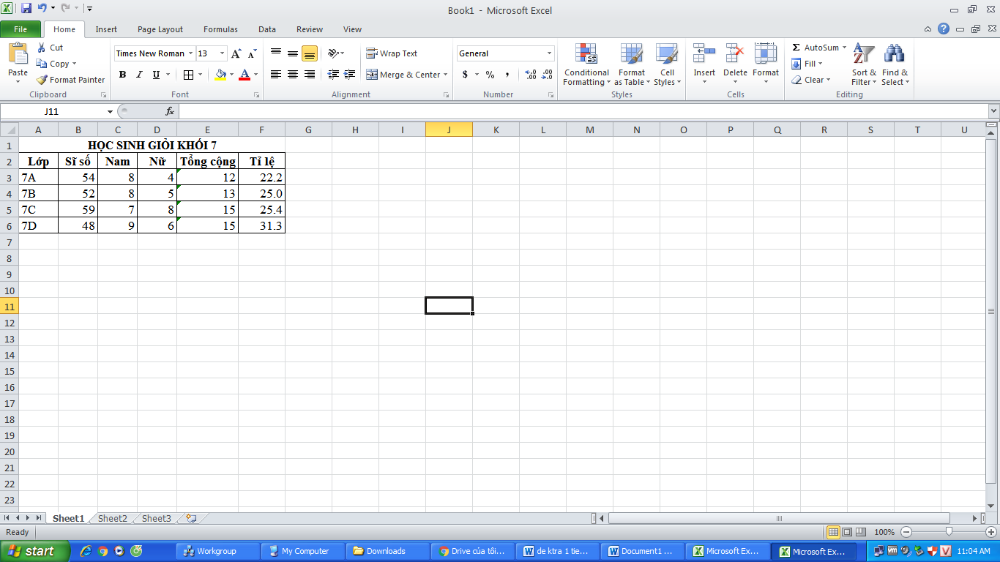 Book1 - Microsoft Excel
File Home Insert Page Layout Formulas Data Review View
Paste Cut Copy Format Painter Clipboard
Times New Roman 13 B I U Font
Wrap Text Merge & Center Alignment
General $ % , Number
Conditional Formatting Format as Table Cell Styles Styles
Insert Delete Format Cells
Σ AutoSum Fill Clear Sort & Filter Find & Select Editing
J11 fx
A B C D E F G H I J K L M N O P Q R S T U
1 HỌC SINH GIỎI KHỐI 7
2 Lớp Sĩ số Nam Nữ Tổng cộng Tĩ lệ
3 7A 54 8 4 12 22.2
4 7B 52 8 5 13 25.0
5 7C 59 7 8 15 25.4
6 7D 48 9 6 15 31.3
7
8
9
10
11
12
13
14
15
16
17
18
19
20
21
22
23
Sheet1 Sheet2 Sheet3
Ready 100%
start Workgroup My Computer Downloads Drive của tôi... de ktra 1 tie... Document1 ... Microsoft Ex... Microsoft Ex... 11:04 AM